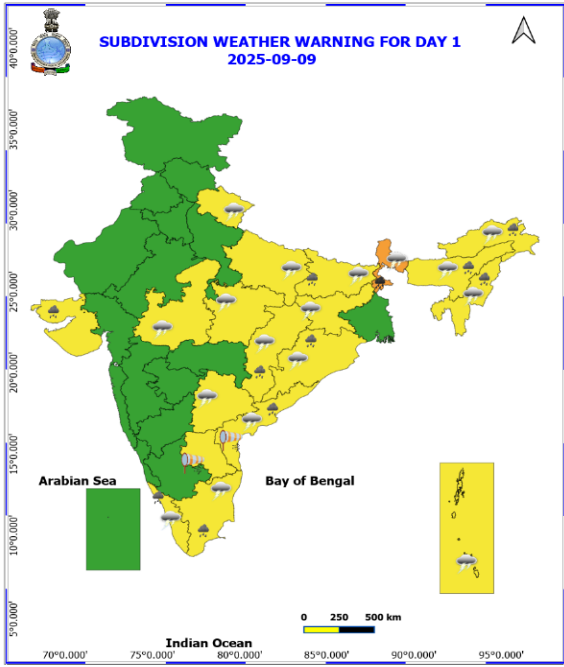 SUBDIVISION WEATHER WARNING FOR DAY 1
2025-09-09
40°0.000'
35°0.000'
30°0.000'
25°0.000'
20°0.000'
15°0.000'
10°0.000'
5°0.000'
Arabian Sea
Bay of Bengal
0 250 500 km
Indian Ocean
70°0.000' 75°0.000' 80°0.000' 85°0.000' 90°0.000' 95°0.000'